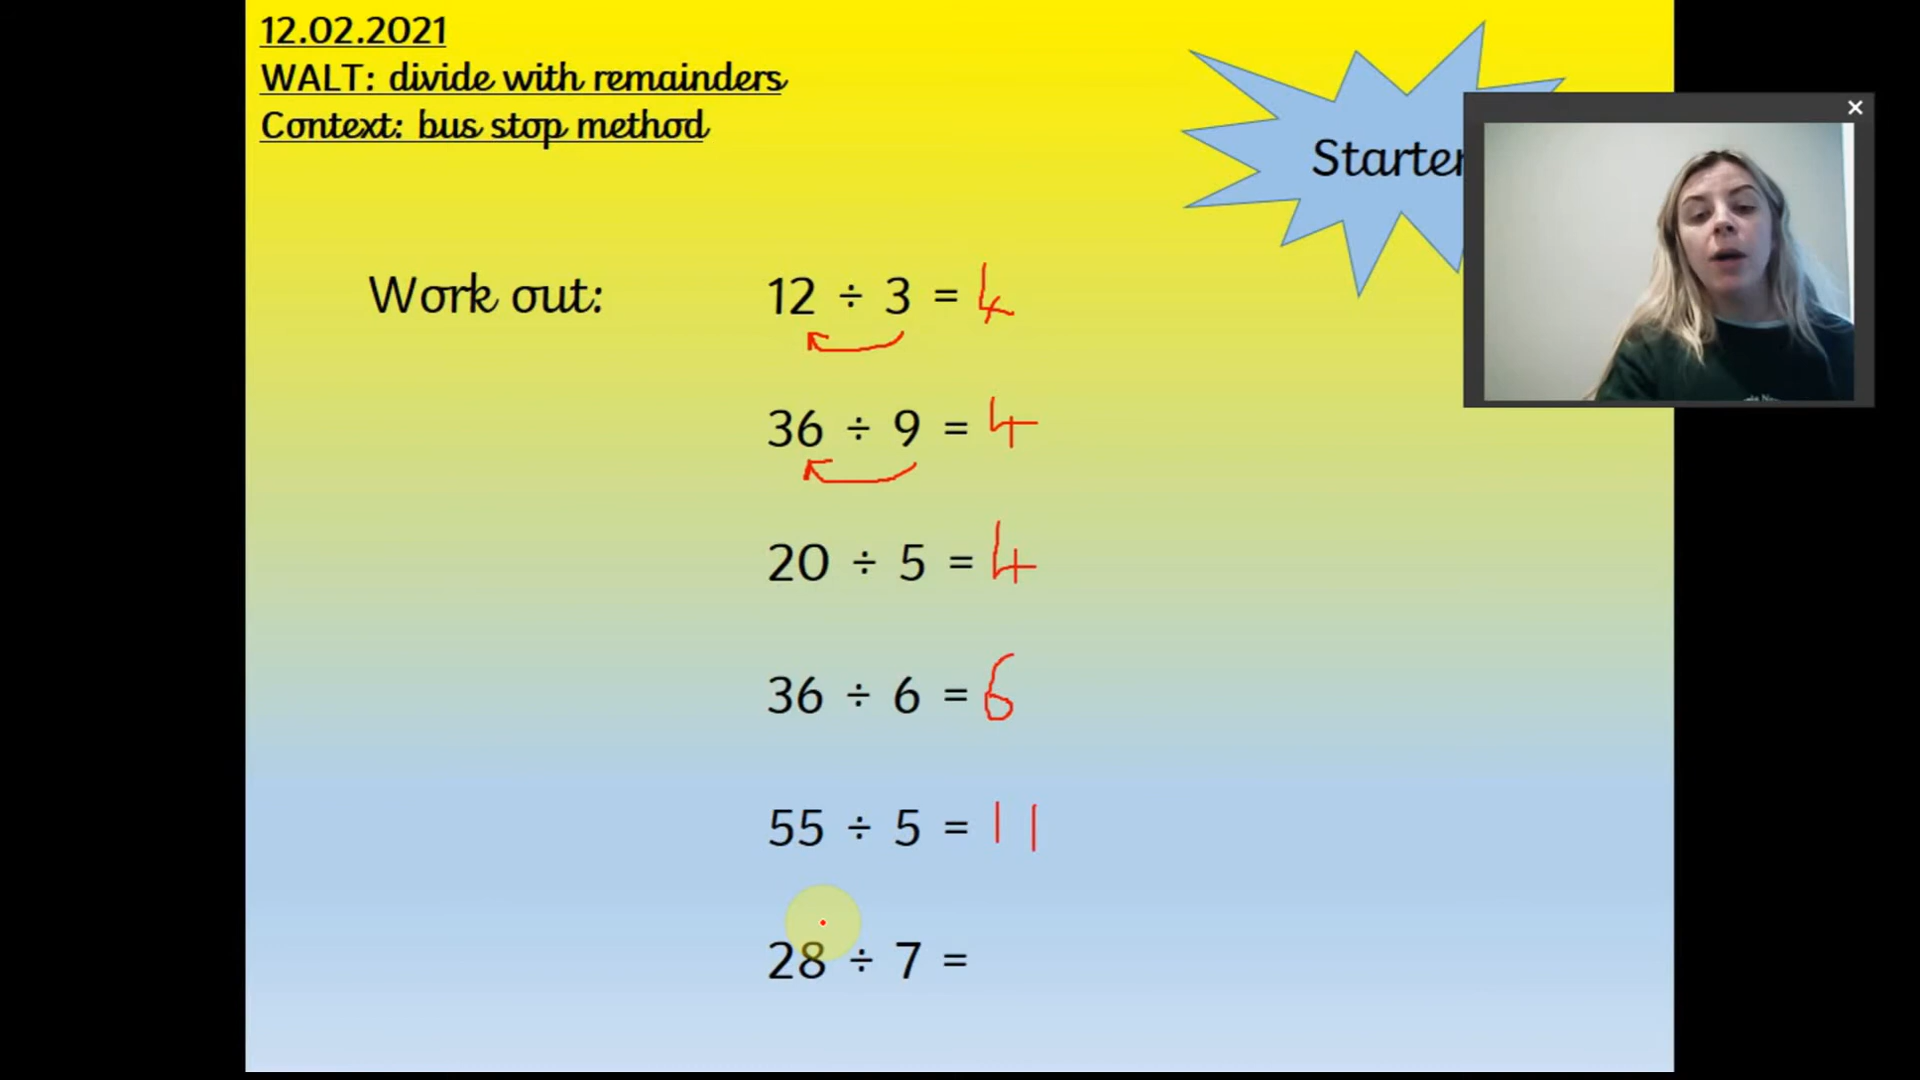 12.02.2021
WALT: divide with remainders
Context: bus stop method
Starter
Work out:
12 ÷ 3 = 4
36 ÷ 9 = 4
20 ÷ 5 = 4
36 ÷ 6 = 6
55 ÷ 5 = 11
28 ÷ 7 =